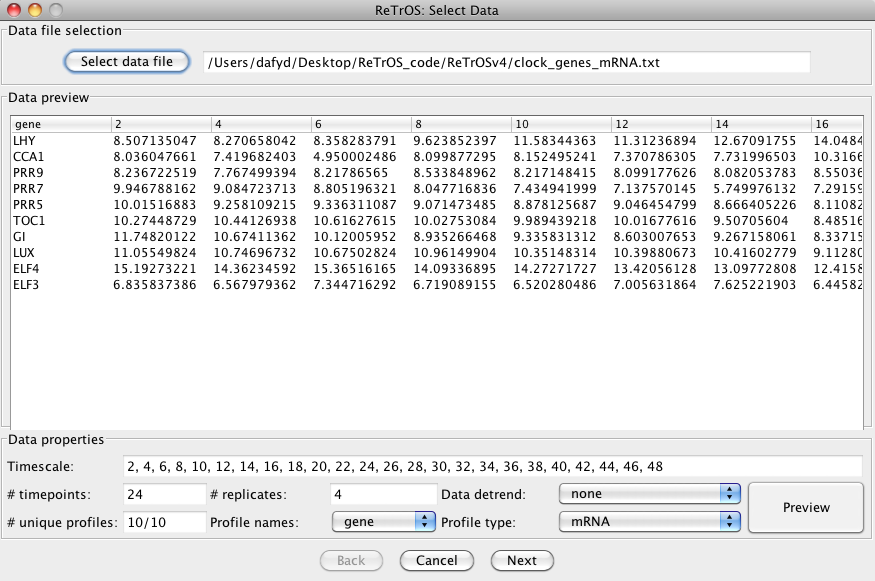 ReTrOS: Select Data
Data file selection
Select data file /Users/dafyd/Desktop/ReTrOS_code/ReTrOSv4/clock_genes_mRNA.txt
Data preview
gene 2 4 6 8 10 12 14 16
LHY 8.507135047 8.270658042 8.358283791 9.623852397 11.58344363 11.31236894 12.67091755 14.0484
CCA1 8.036047661 7.419682403 4.950002486 8.099877295 8.152495241 7.370786305 7.731996503 10.3166
PRR9 8.236722519 7.767499394 8.21786565 8.533848962 8.217148415 8.099177626 8.082053783 8.55036
PRR7 9.946788162 9.084723713 8.805196321 8.047716836 7.434941999 7.137570145 5.749976132 7.29159
PRR5 10.01516883 9.258109215 9.336311087 9.071473485 8.878125687 9.046454799 8.666405226 8.11082
TOC1 10.27448729 10.44126938 10.61627615 10.02753084 9.989439218 10.01677616 9.50705604 8.48516
GI 11.74820122 10.67411362 10.12005952 8.935266468 9.335831312 8.603007653 9.267158061 8.33715
LUX 11.05549824 10.74696732 10.67502824 10.96149904 10.35148314 10.39880673 10.41602779 9.11280
ELF4 15.19273221 14.36234592 15.36516165 14.09336895 14.27271727 13.42056128 13.09772808 12.4158
ELF3 6.835837386 6.567979362 7.344716292 6.719089155 6.520280486 7.005631864 7.625221903 6.44582
Data properties
Timescale: 2, 4, 6, 8, 10, 12, 14, 16, 18, 20, 22, 24, 26, 28, 30, 32, 34, 36, 38, 40, 42, 44, 46, 48
# timepoints: 24 # replicates: 4 Data detrend: none
Preview
# unique profiles: 10/10 Profile names: gene Profile type: mRNA
Back Cancel Next